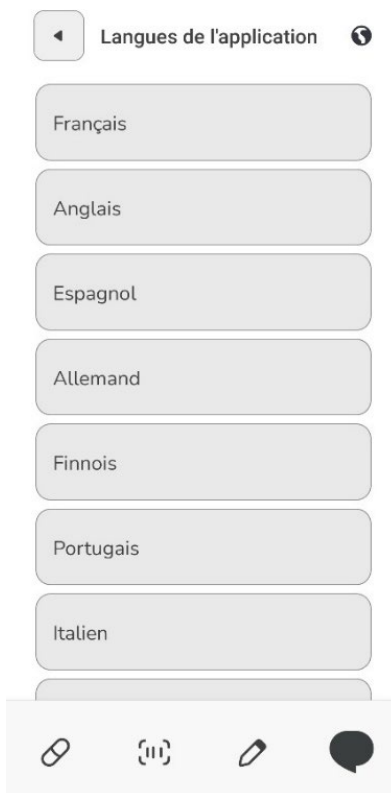 Langues de l'application
Français
Anglais
Espagnol
Allemand
Finnois
Portugais
Italien